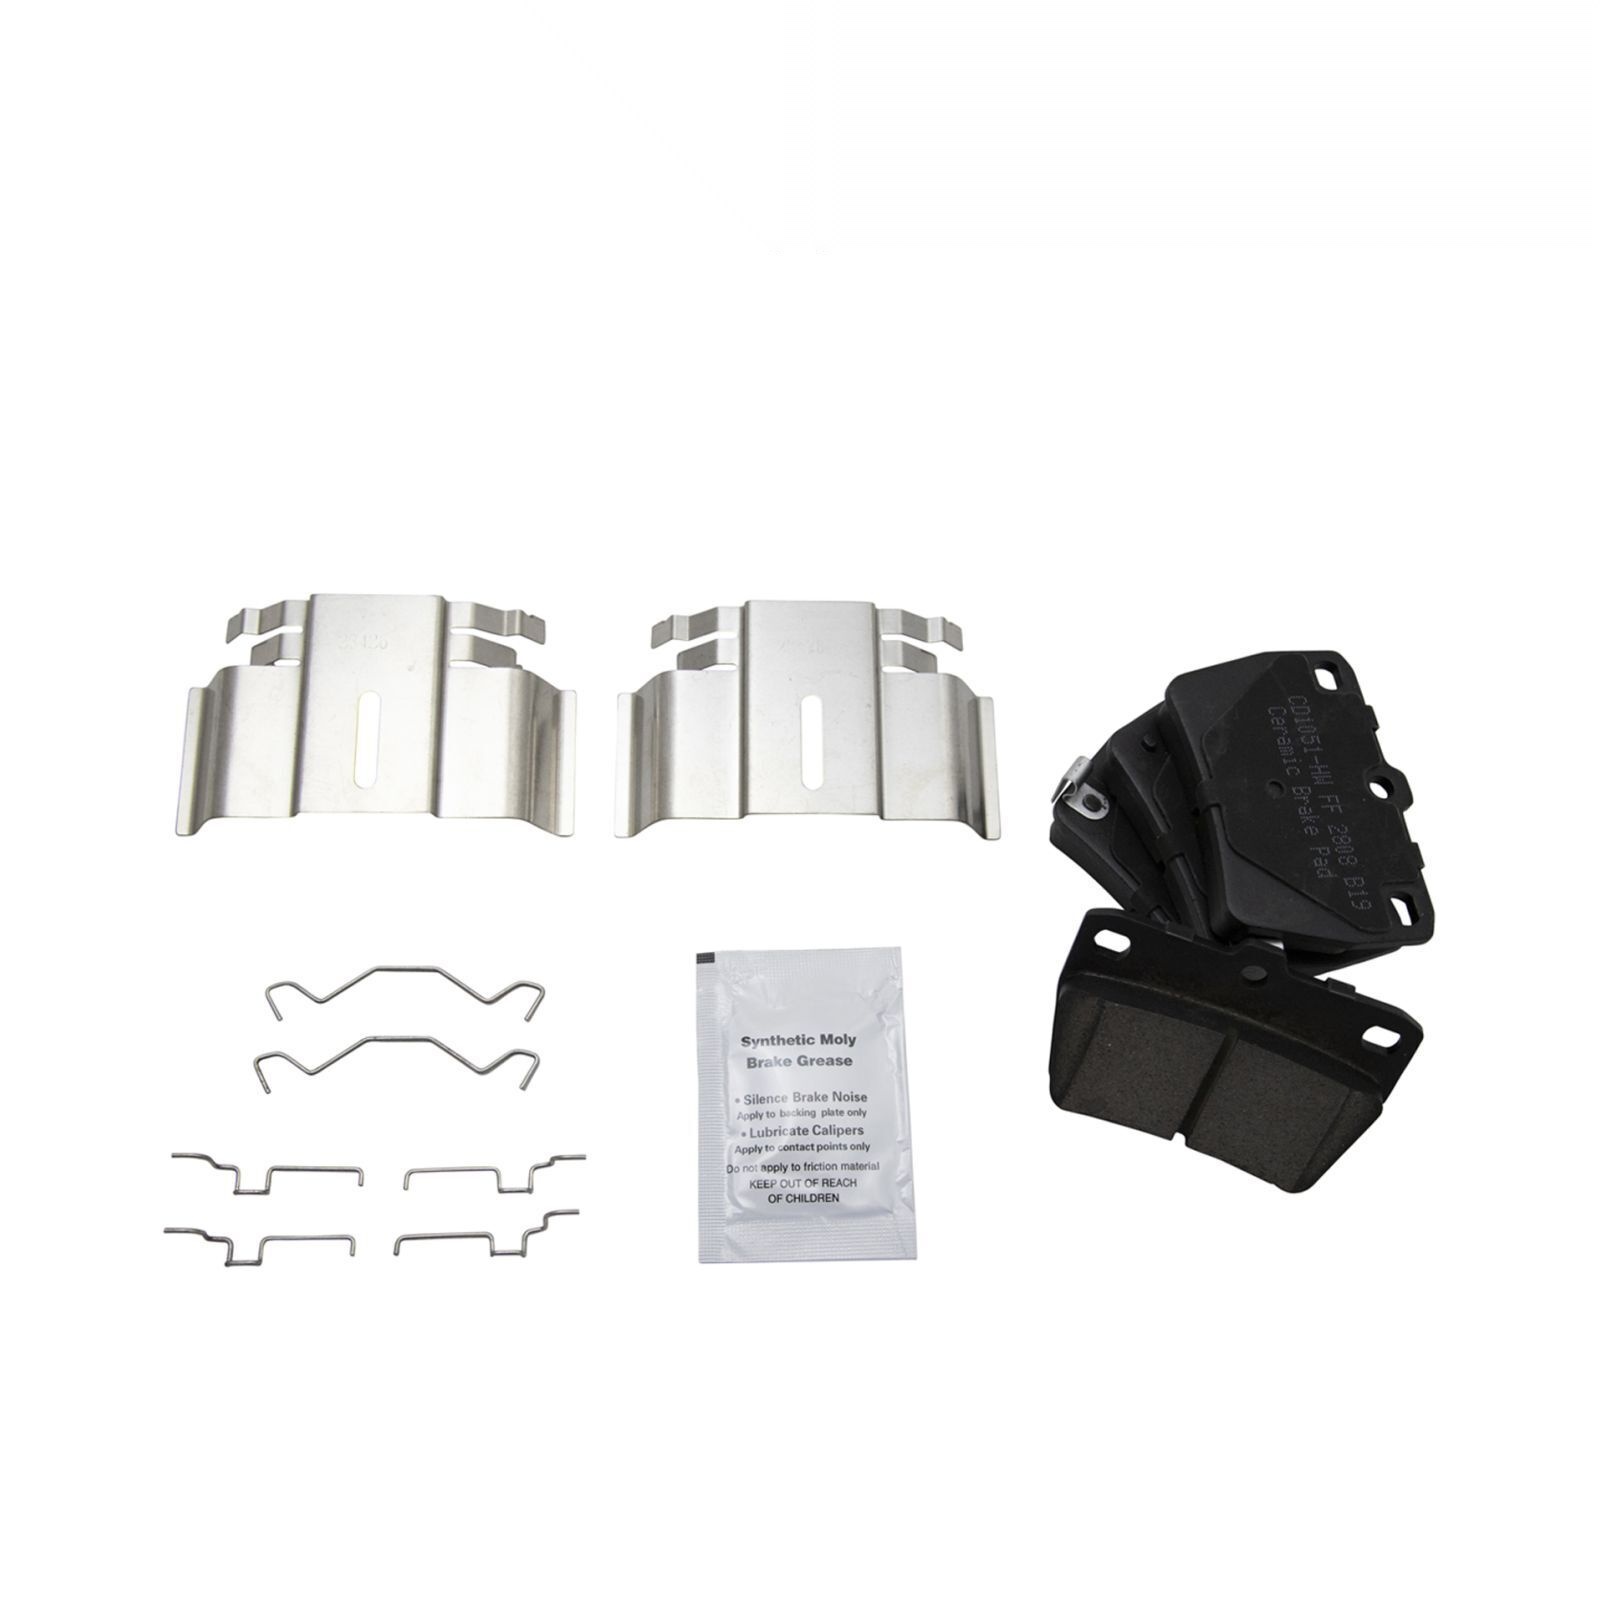 23426
CD1051-HW FF 2808 B19
Ceramic Brake Pad
Synthetic Moly
Brake Grease
• Silence Brake Noise
Apply to backing plate only
• Lubricate Calipers
Apply to contact points only
Do not apply to friction material
KEEP OUT OF REACH
OF CHILDREN